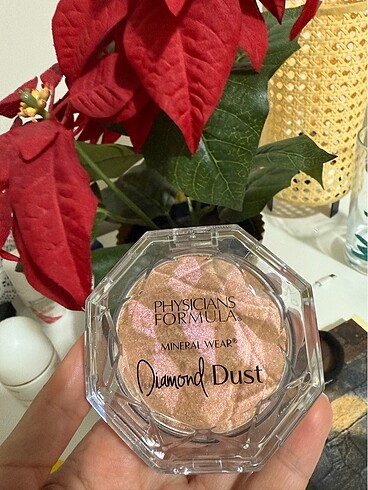 PHYSICIANS
FORMULA®
MINERAL WEAR®
Diamond Dust